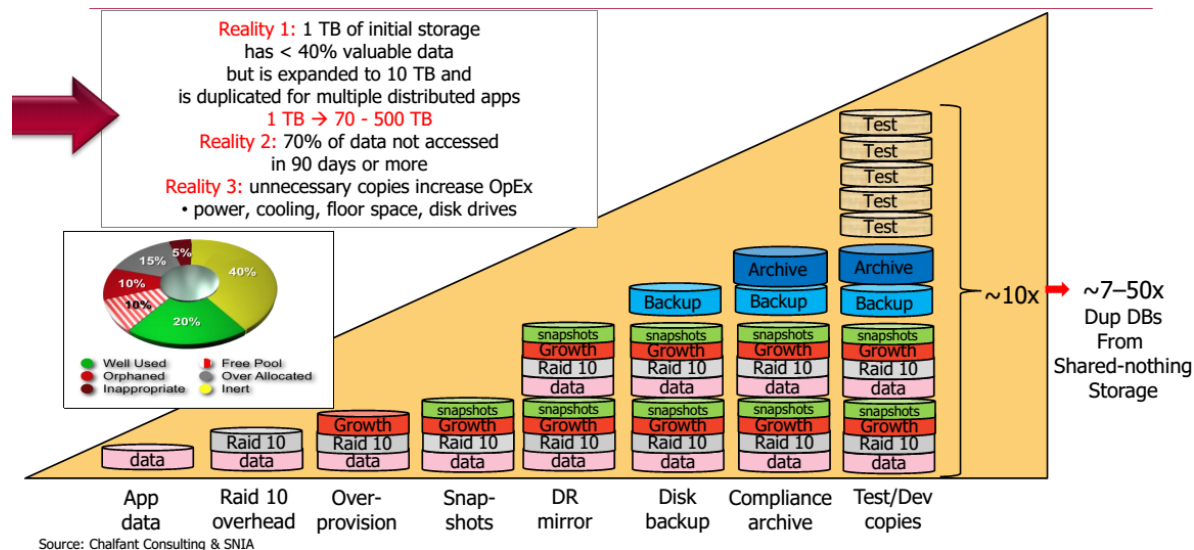 Reality 1: 1 TB of initial storage
has < 40% valuable data
but is expanded to 10 TB and
is duplicated for multiple distributed apps
1 TB → 70 - 500 TB
Reality 2: 70% of data not accessed
in 90 days or more
Reality 3: unnecessary copies increase OpEx
• power, cooling, floor space, disk drives
5%
15%
40%
10%
10%
20%
Well Used
Free Pool
Orphaned
Over Allocated
Inappropriate
Inert
data
Raid 10
data
Growth
Raid 10
data
snapshots
Growth
Raid 10
data
snapshots
Growth
Raid 10
data
snapshots
Growth
Raid 10
data
Backup
snapshots
Growth
Raid 10
data
snapshots
Growth
Raid 10
data
Archive
Backup
snapshots
Growth
Raid 10
data
snapshots
Growth
Raid 10
data
Test
Test
Test
Test
Test
Archive
Backup
snapshots
Growth
Raid 10
data
snapshots
Growth
Raid 10
data
~10x
~7–50x
Dup DBs
From
Shared-nothing
Storage
App
data
Raid 10
overhead
Over-
provision
Snap-
shots
DR
mirror
Disk
backup
Compliance
archive
Test/Dev
copies
Source: Chalfant Consulting & SNIA